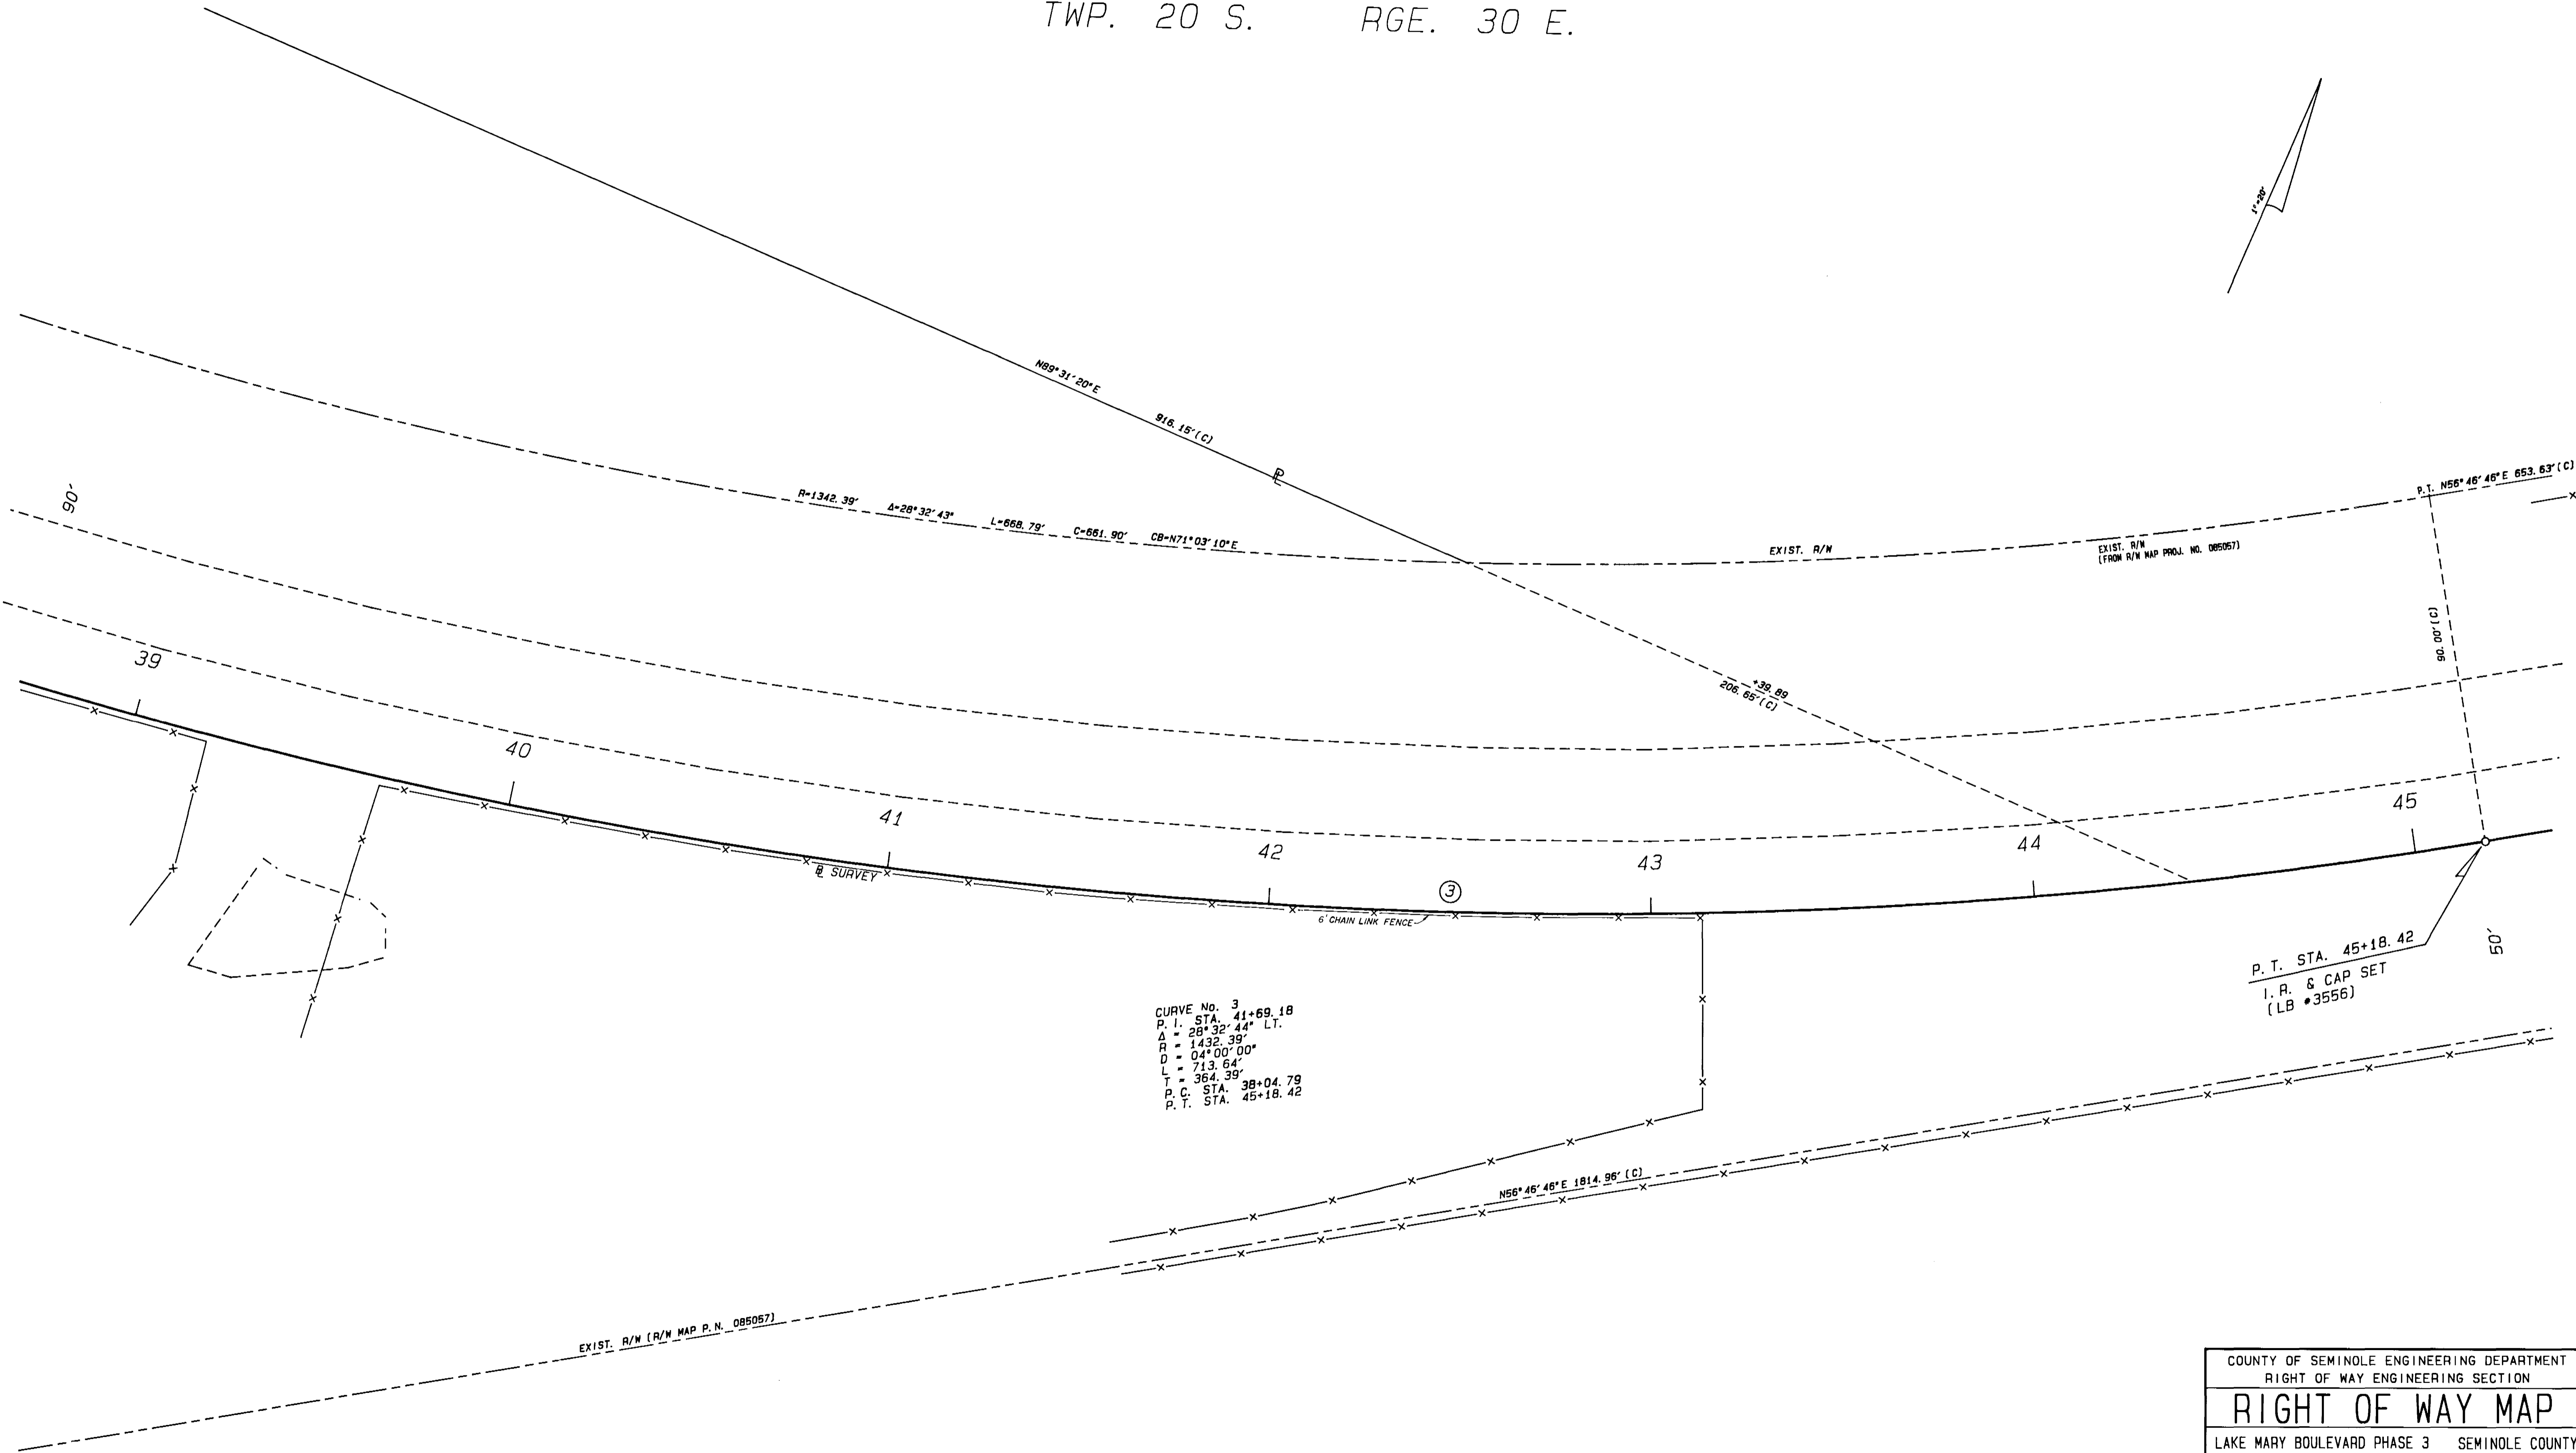 TWP. 20 S. RGE. 30 E.
1"=20'
N89°31'20"E
916.15'(C)
P L
P.T. N56°46'46"E 653.63'(C)
90'
R=1342.39' Δ=28°32'43" L=668.79' C=661.90' CB=N71°03'10"E
EXIST. R/W
EXIST. R/W
(FROM R/W MAP PROJ. NO. 085057)
90.00'(C)
39
+39.89
206.65'(C)
40
41
42
43
44
45
B L SURVEY
3
6' CHAIN LINK FENCE
50'
P.T. STA. 45+18.42
I.R. & CAP SET
(LB #3556)
CURVE No. 3
P.I. STA. 41+69.18
Δ = 28°32'44" LT.
R = 1432.39'
D = 04°00'00"
L = 713.64'
T = 364.39'
P.C. STA. 38+04.79
P.T. STA. 45+18.42
N56°46'46"E 1814.96'(C)
EXIST. R/W (R/W MAP P.N. 085057)
COUNTY OF SEMINOLE ENGINEERING DEPARTMENT
RIGHT OF WAY ENGINEERING SECTION
RIGHT OF WAY MAP
LAKE MARY BOULEVARD PHASE 3 SEMINOLE COUNTY